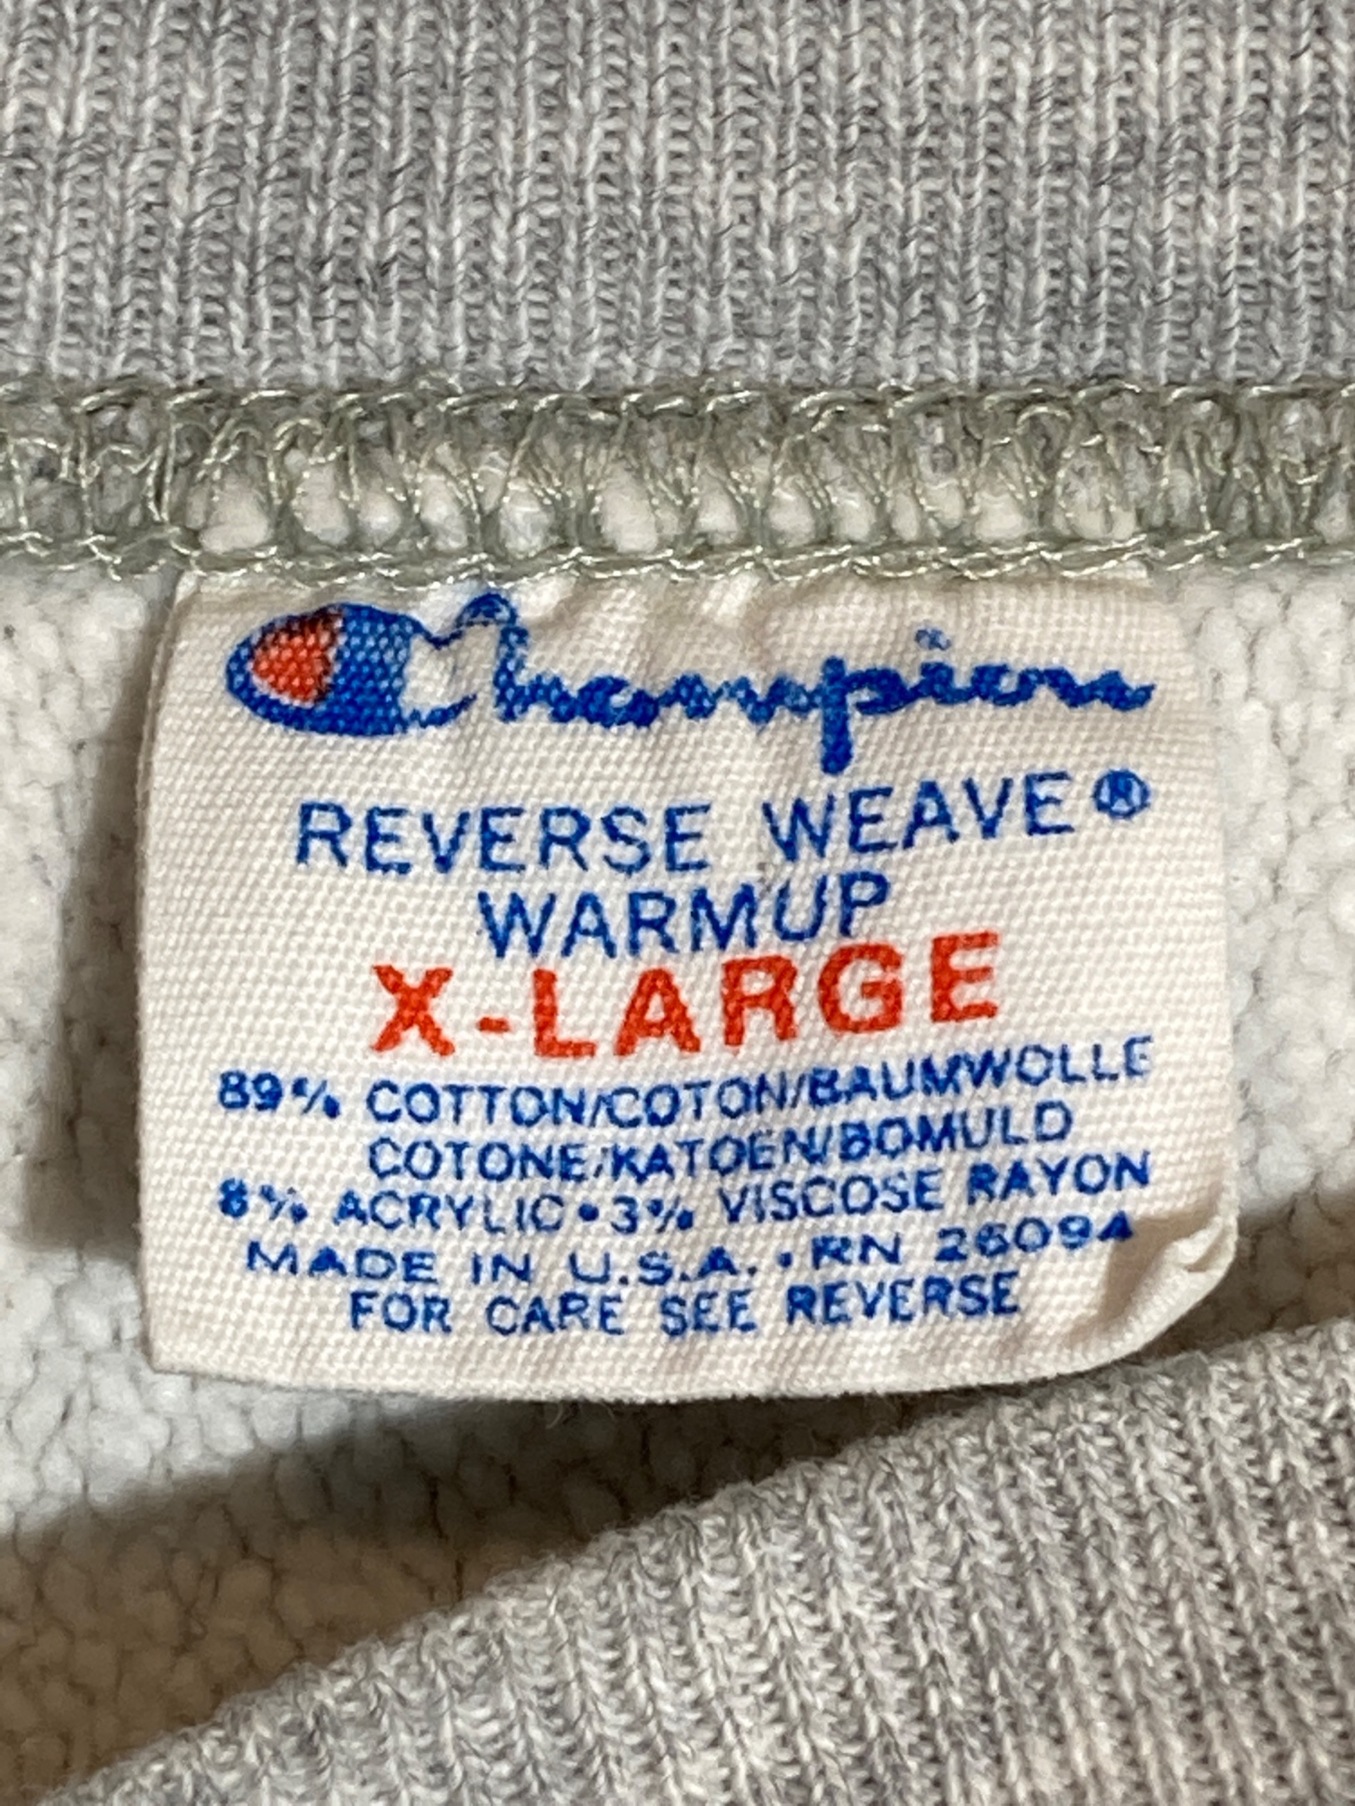 Champion
REVERSE WEAVE®
WARMUP
X-LARGE
89% COTTON/COTON/BAUMWOLLE
COTONE/KATOEN/BOMULD
8% ACRYLIC•3% VISCOSE RAYON
MADE IN U.S.A.•RN 26094
FOR CARE SEE REVERSE